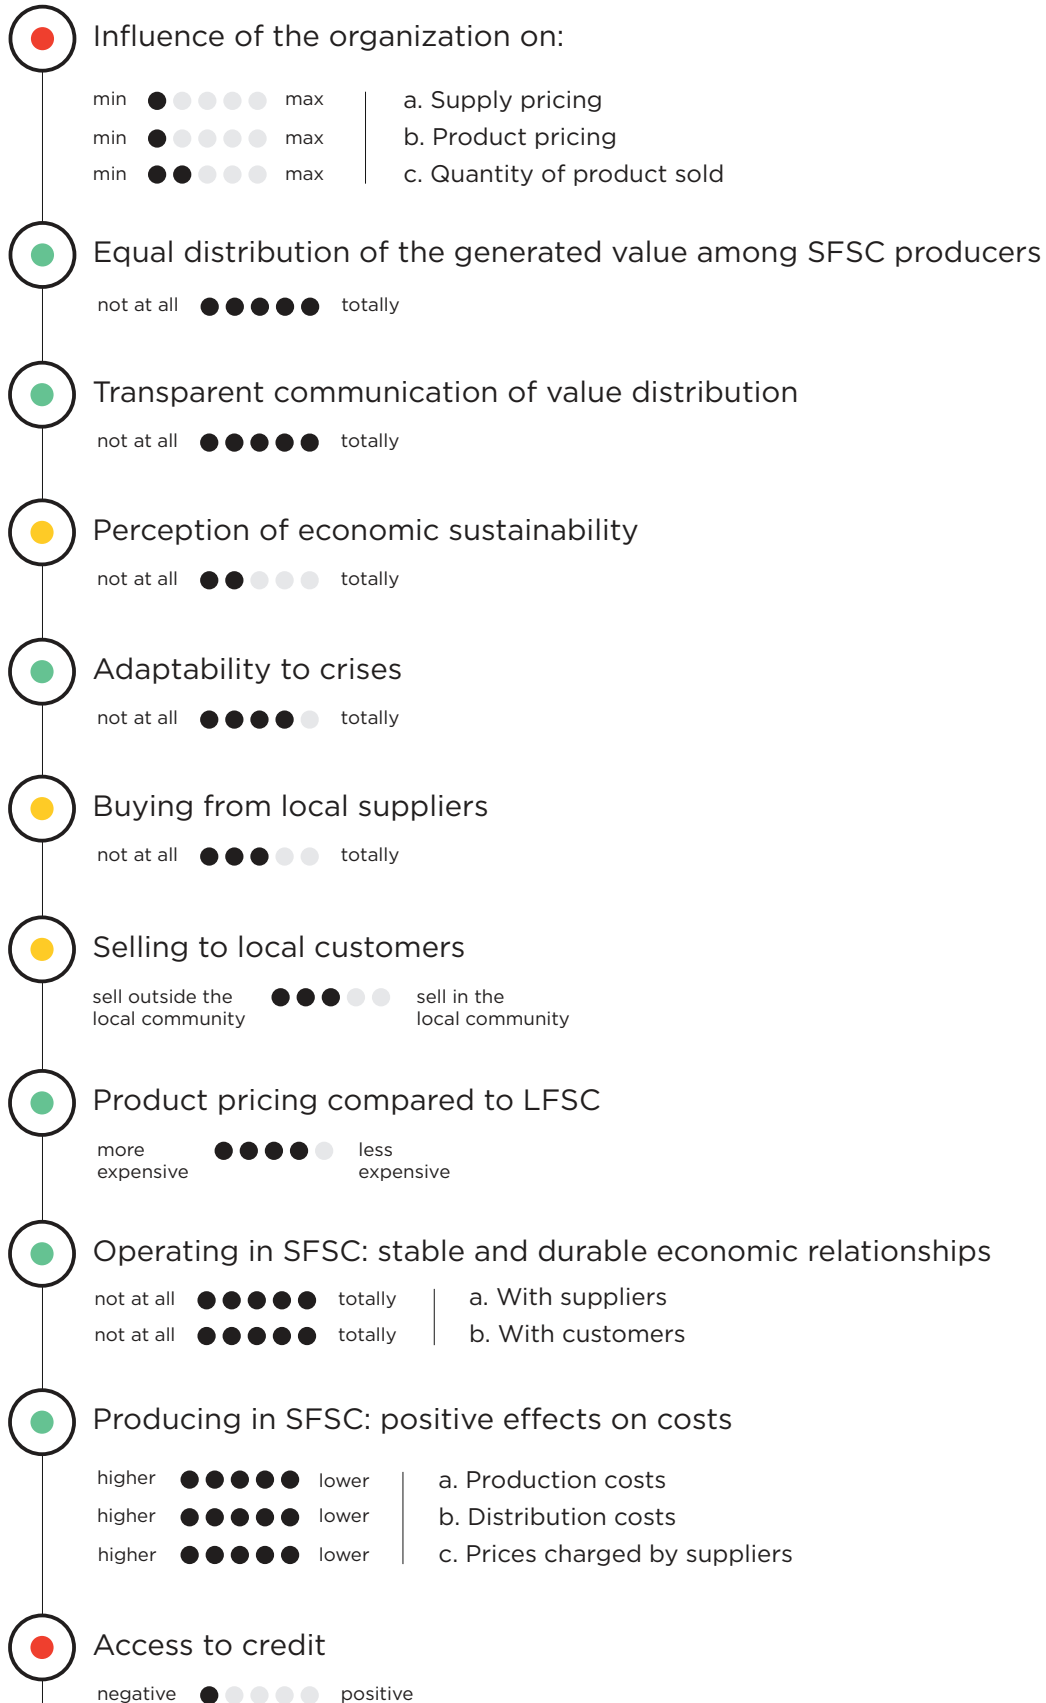 Influence of the organization on:
min max a. Supply pricing
min max b. Product pricing
min max c. Quantity of product sold
Equal distribution of the generated value among SFSC producers
not at all totally
Transparent communication of value distribution
not at all totally
Perception of economic sustainability
not at all totally
Adaptability to crises
not at all totally
Buying from local suppliers
not at all totally
Selling to local customers
sell outside the sell in the
local community local community
Product pricing compared to LFSC
more less
expensive expensive
Operating in SFSC: stable and durable economic relationships
not at all totally a. With suppliers
not at all totally b. With customers
Producing in SFSC: positive effects on costs
higher lower a. Production costs
higher lower b. Distribution costs
higher lower c. Prices charged by suppliers
Access to credit
negative positive